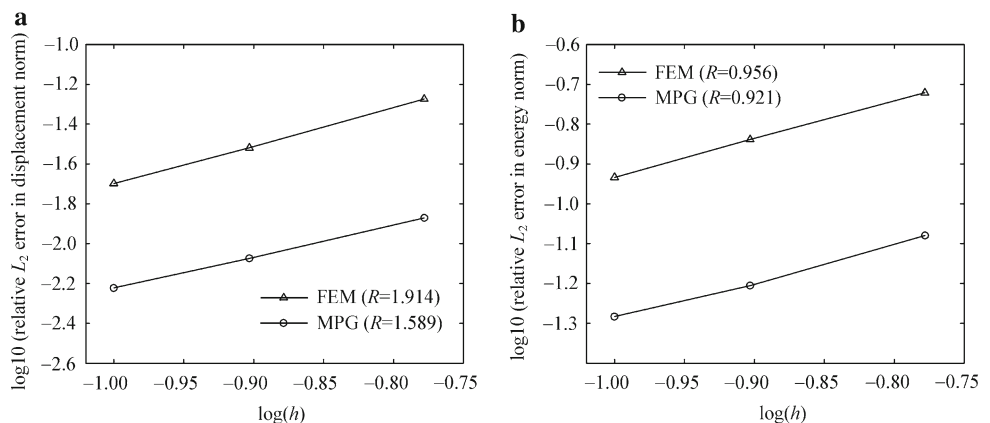 a
log10 (relative L2 error in displacement norm)
−1.0
−1.2
−1.4
−1.6
−1.8
−2.0
−2.2
−2.4
−2.6
FEM (R=1.914)
MPG (R=1.589)
−1.00 −0.95 −0.90 −0.85 −0.80 −0.75
log(h)
b
log10 (relative L2 error in energy norm)
−0.6
−0.7
−0.8
−0.9
−1.0
−1.1
−1.2
−1.3
FEM (R=0.956)
MPG (R=0.921)
−1.00 −0.95 −0.90 −0.85 −0.80 −0.75
log(h)